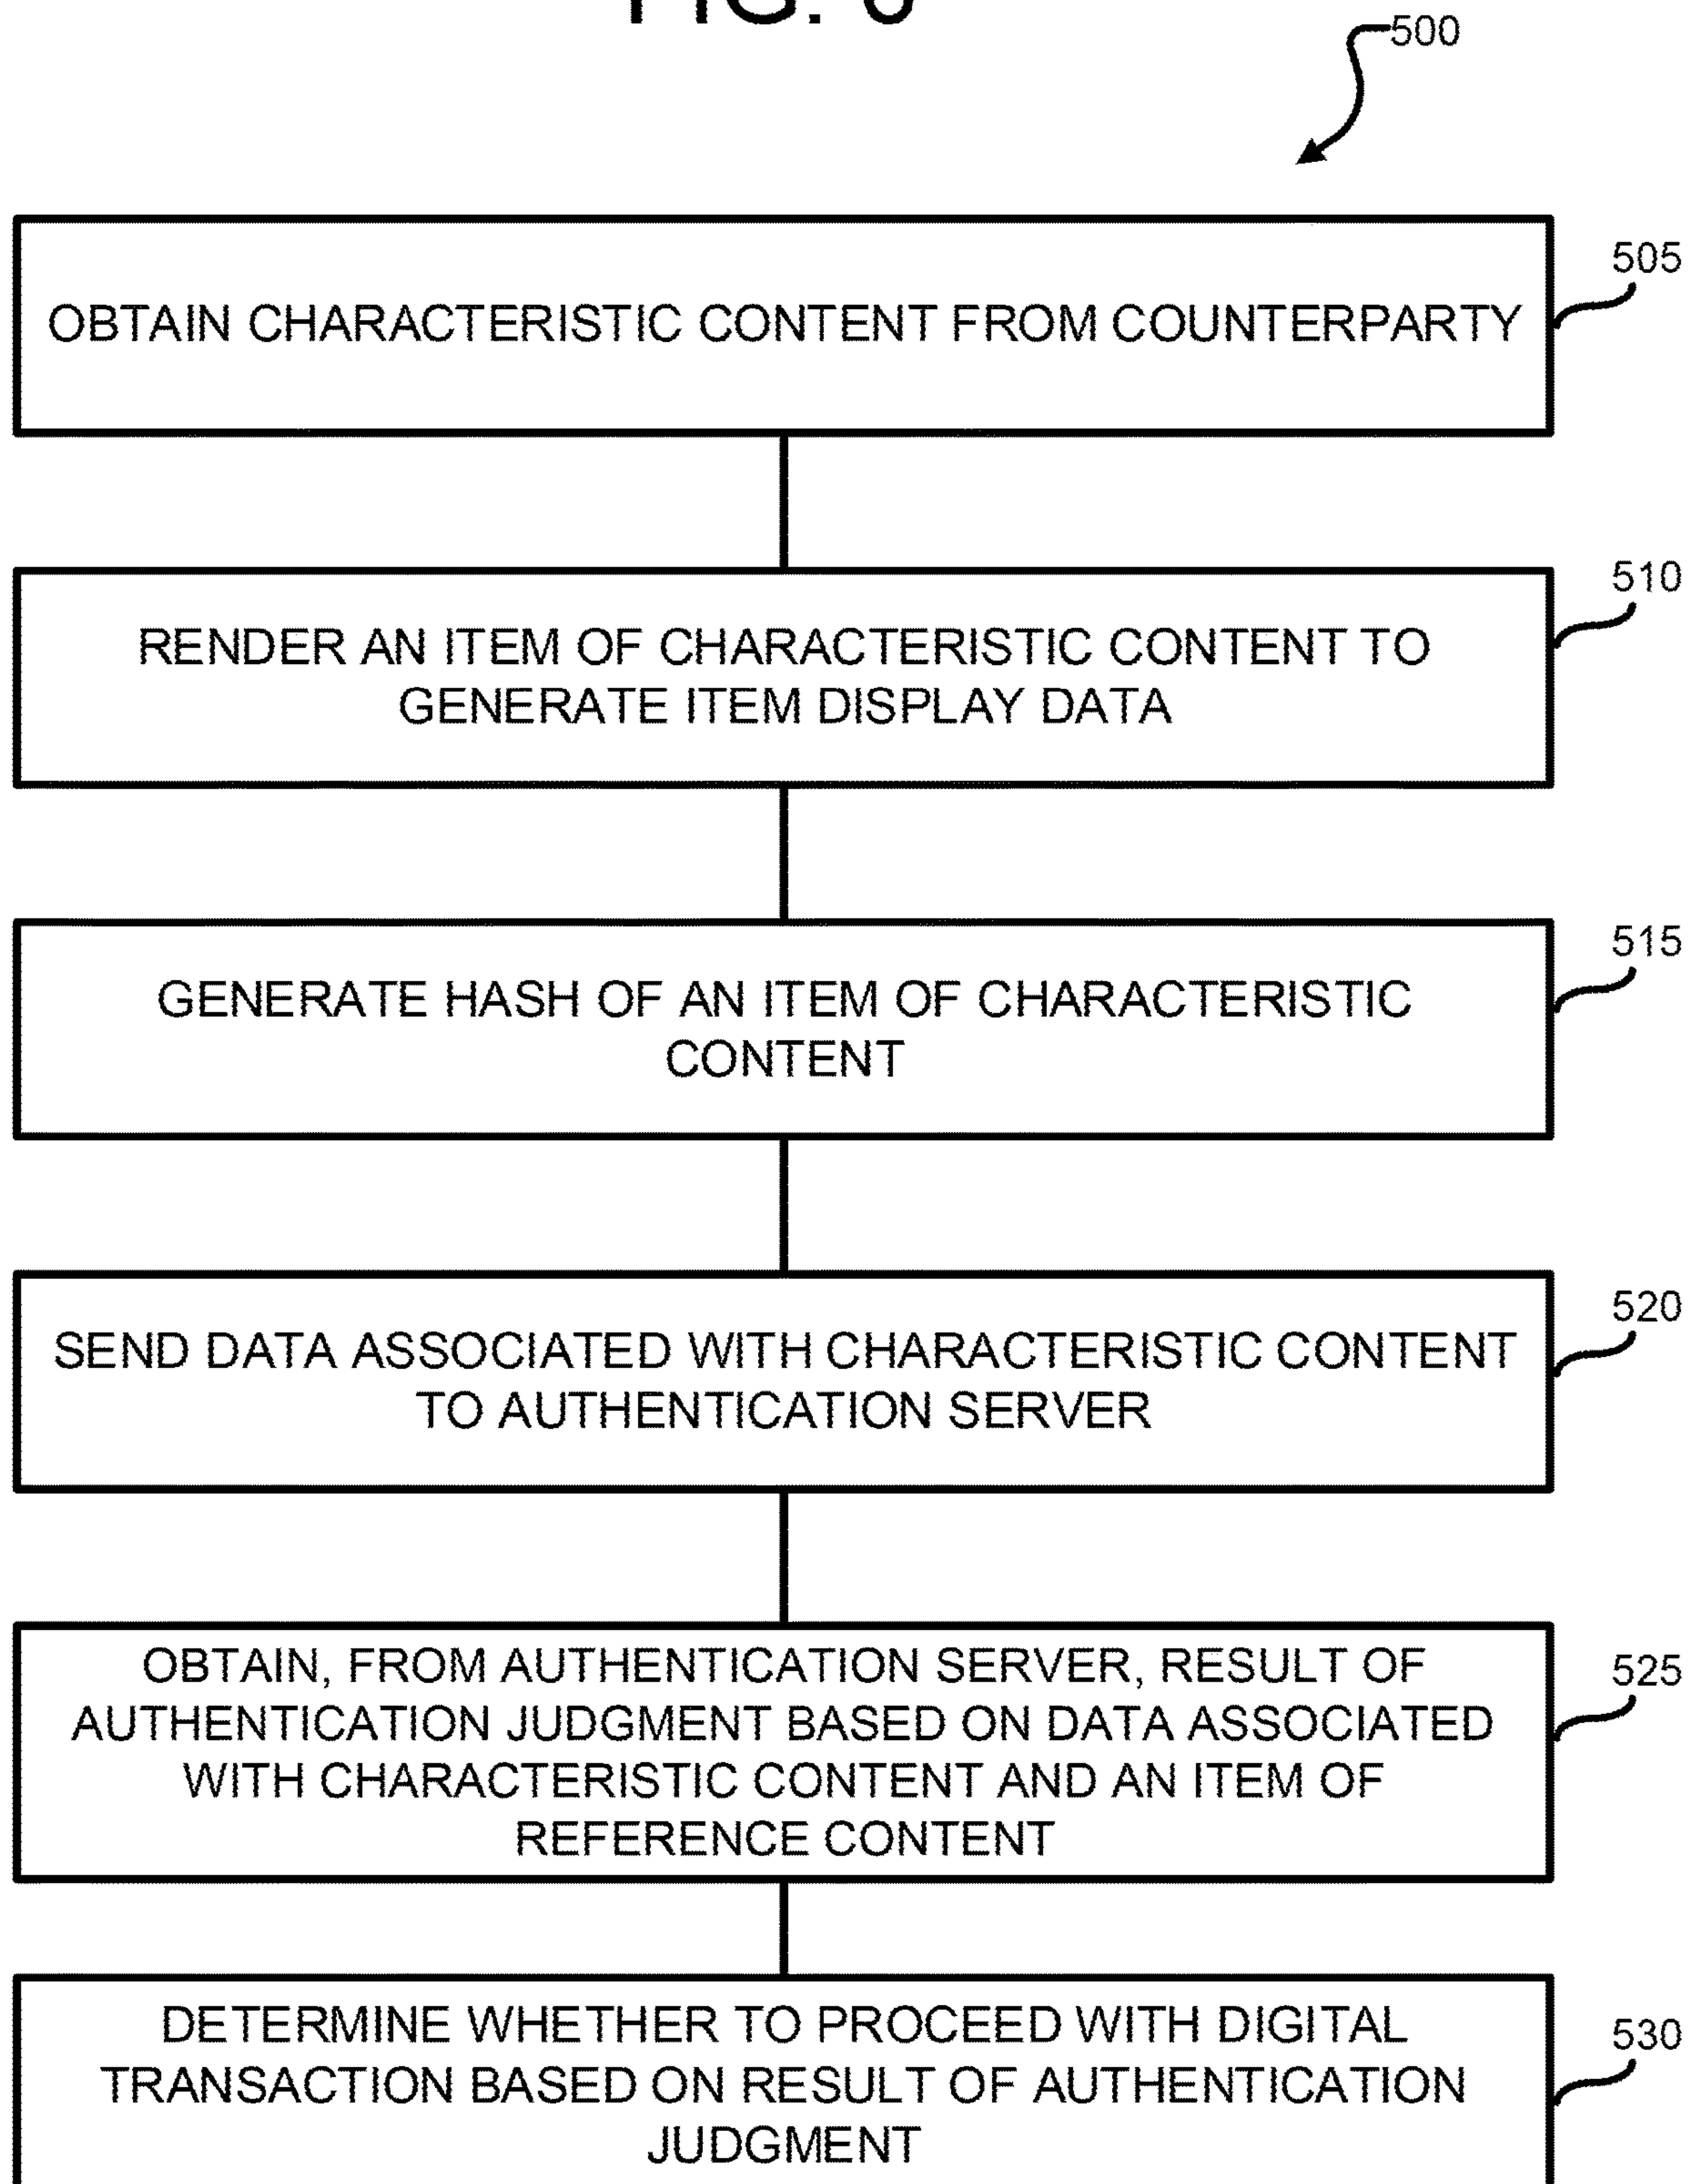 500
OBTAIN CHARACTERISTIC CONTENT FROM COUNTERPARTY
505
RENDER AN ITEM OF CHARACTERISTIC CONTENT TO
GENERATE ITEM DISPLAY DATA
510
GENERATE HASH OF AN ITEM OF CHARACTERISTIC
CONTENT
515
SEND DATA ASSOCIATED WITH CHARACTERISTIC CONTENT
TO AUTHENTICATION SERVER
520
OBTAIN, FROM AUTHENTICATION SERVER, RESULT OF
AUTHENTICATION JUDGMENT BASED ON DATA ASSOCIATED
WITH CHARACTERISTIC CONTENT AND AN ITEM OF
REFERENCE CONTENT
525
DETERMINE WHETHER TO PROCEED WITH DIGITAL
TRANSACTION BASED ON RESULT OF AUTHENTICATION
JUDGMENT
530